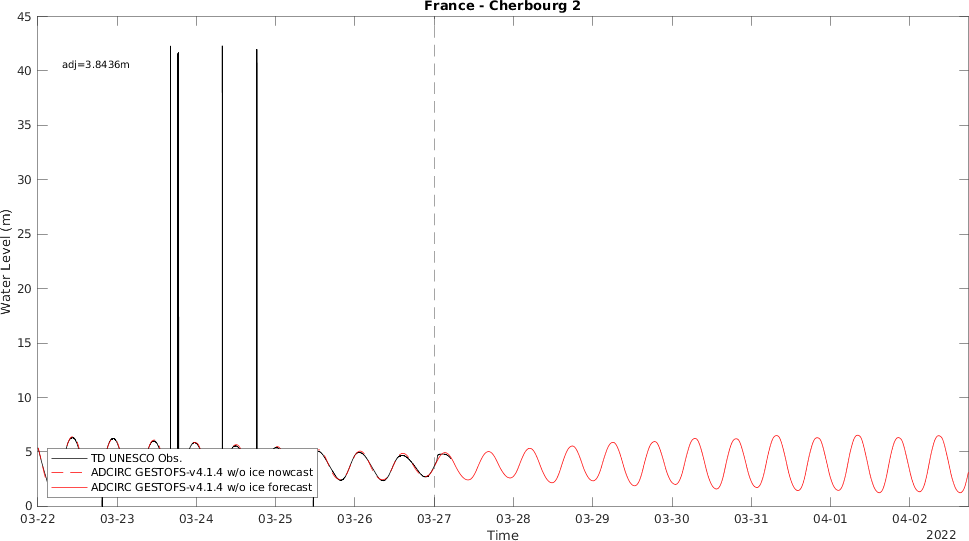 France - Cherbourg 2
45
40
35
30
25
20
15
10
5
0
Water Level (m)
adj=3.8436m
TD UNESCO Obs.
ADCIRC GESTOFS-v4.1.4 w/o ice nowcast
ADCIRC GESTOFS-v4.1.4 w/o ice forecast
03-22 03-23 03-24 03-25 03-26 03-27 03-28 03-29 03-30 03-31 04-01 04-02
Time
2022